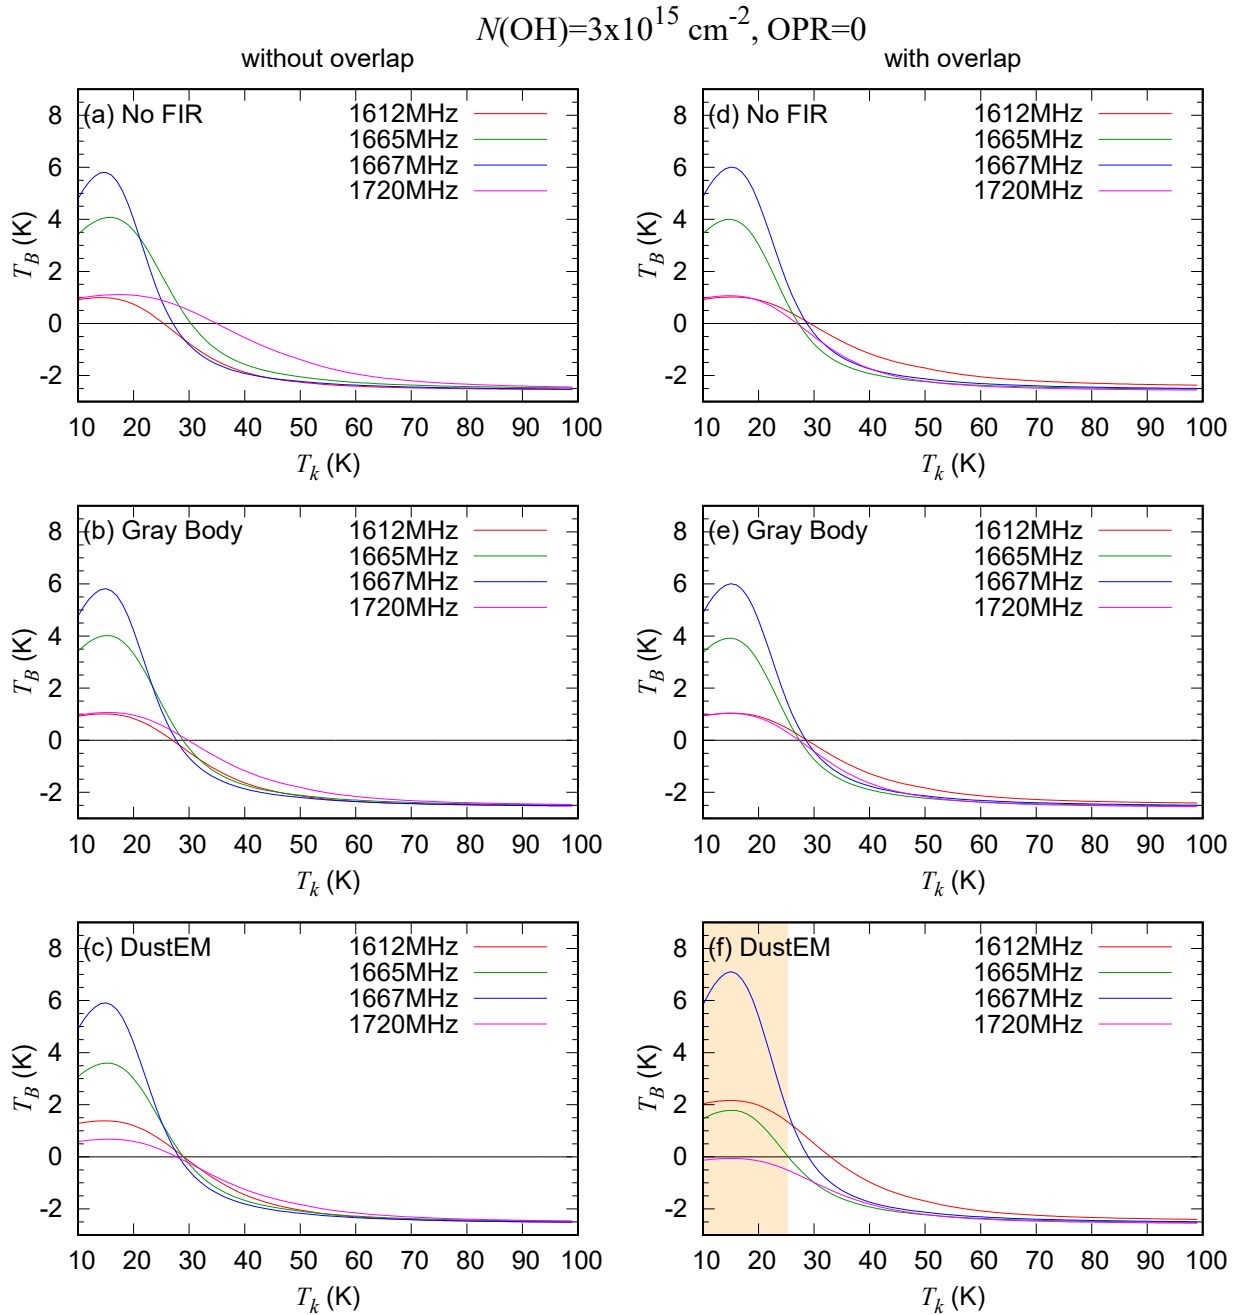 N(OH)=3x10^15 cm^-2, OPR=0
without overlap
with overlap
(a) No FIR
1612MHz
1665MHz
1667MHz
1720MHz
8
6
4
2
0
-2
T_B (K)
10 20 30 40 50 60 70 80 90 100
T_k (K)
(d) No FIR
1612MHz
1665MHz
1667MHz
1720MHz
8
6
4
2
0
-2
T_B (K)
10 20 30 40 50 60 70 80 90 100
T_k (K)
(b) Gray Body
1612MHz
1665MHz
1667MHz
1720MHz
8
6
4
2
0
-2
T_B (K)
10 20 30 40 50 60 70 80 90 100
T_k (K)
(e) Gray Body
1612MHz
1665MHz
1667MHz
1720MHz
8
6
4
2
0
-2
T_B (K)
10 20 30 40 50 60 70 80 90 100
T_k (K)
(c) DustEM
1612MHz
1665MHz
1667MHz
1720MHz
8
6
4
2
0
-2
T_B (K)
10 20 30 40 50 60 70 80 90 100
T_k (K)
(f) DustEM
1612MHz
1665MHz
1667MHz
1720MHz
8
6
4
2
0
-2
T_B (K)
10 20 30 40 50 60 70 80 90 100
T_k (K)